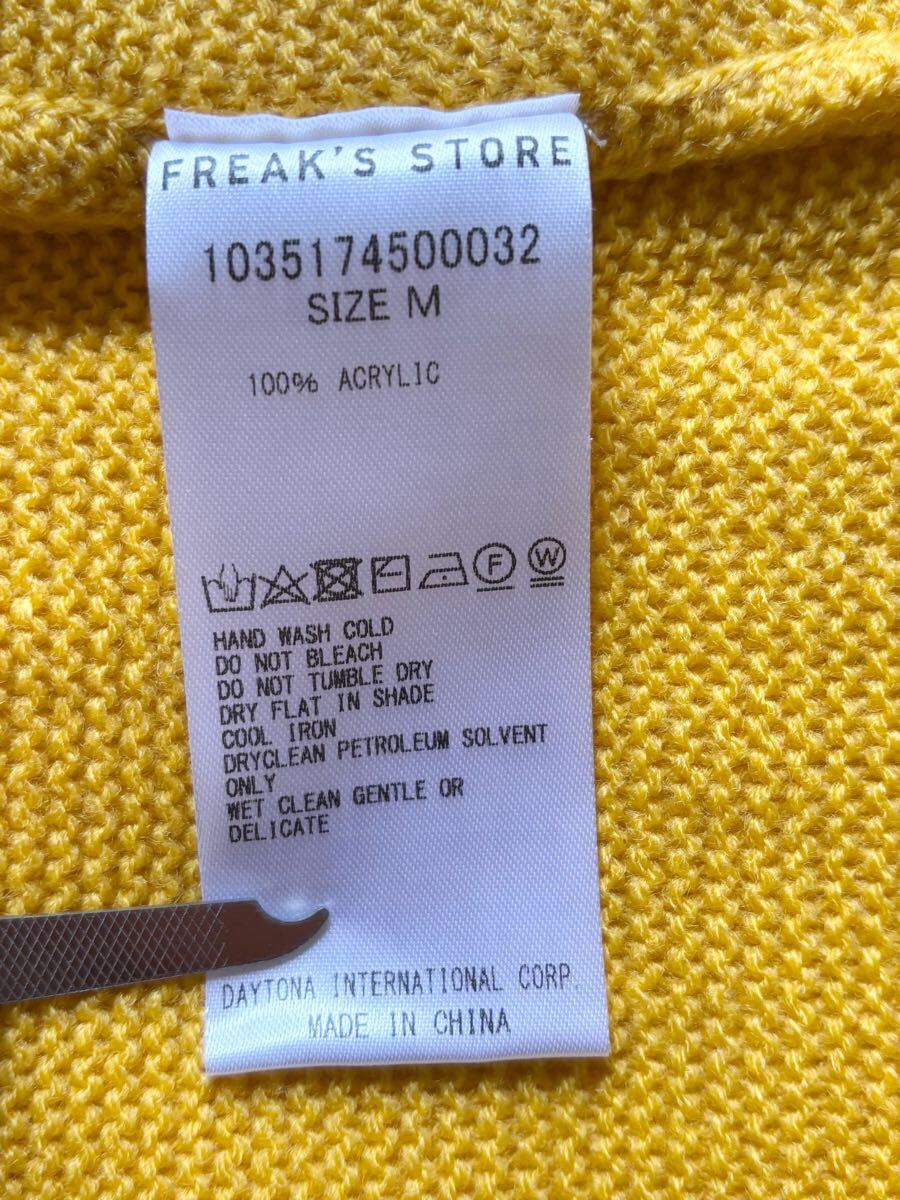 FREAK'S STORE
1035174500032
SIZE M
100% ACRYLIC
F W
HAND WASH COLD
DO NOT BLEACH
DO NOT TUMBLE DRY
DRY FLAT IN SHADE
COOL IRON
DRYCLEAN PETROLEUM SOLVENT
ONLY
WET CLEAN GENTLE OR
DELICATE
DAYTONA INTERNATIONAL CORP.
MADE IN CHINA